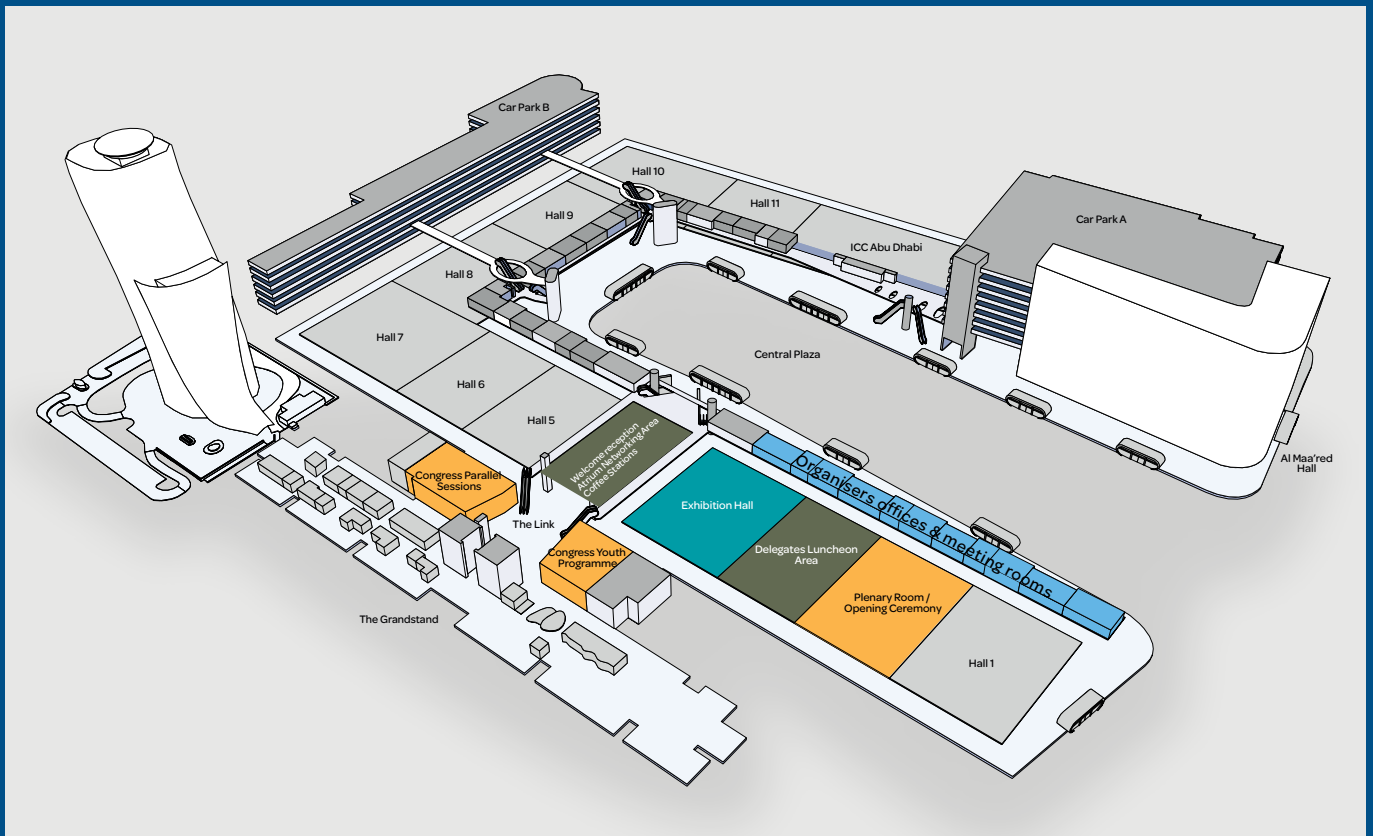 Car Park B
Hall 10
Hall 11
Car Park A
Hall 9
ICC Abu Dhabi
Hall 8
Hall 7
Central Plaza
Hall 6
Hall 5
Welcome reception
Atrium Networking Area
Coffee Stations
Al Maa’red
Hall
Organisers offices & meeting rooms
Congress Parallel
Sessions
Exhibition Hall
The Link
Congress Youth
Programme
Delegates Luncheon
Area
Plenary Room /
Opening Ceremony
The Grandstand
Hall 1